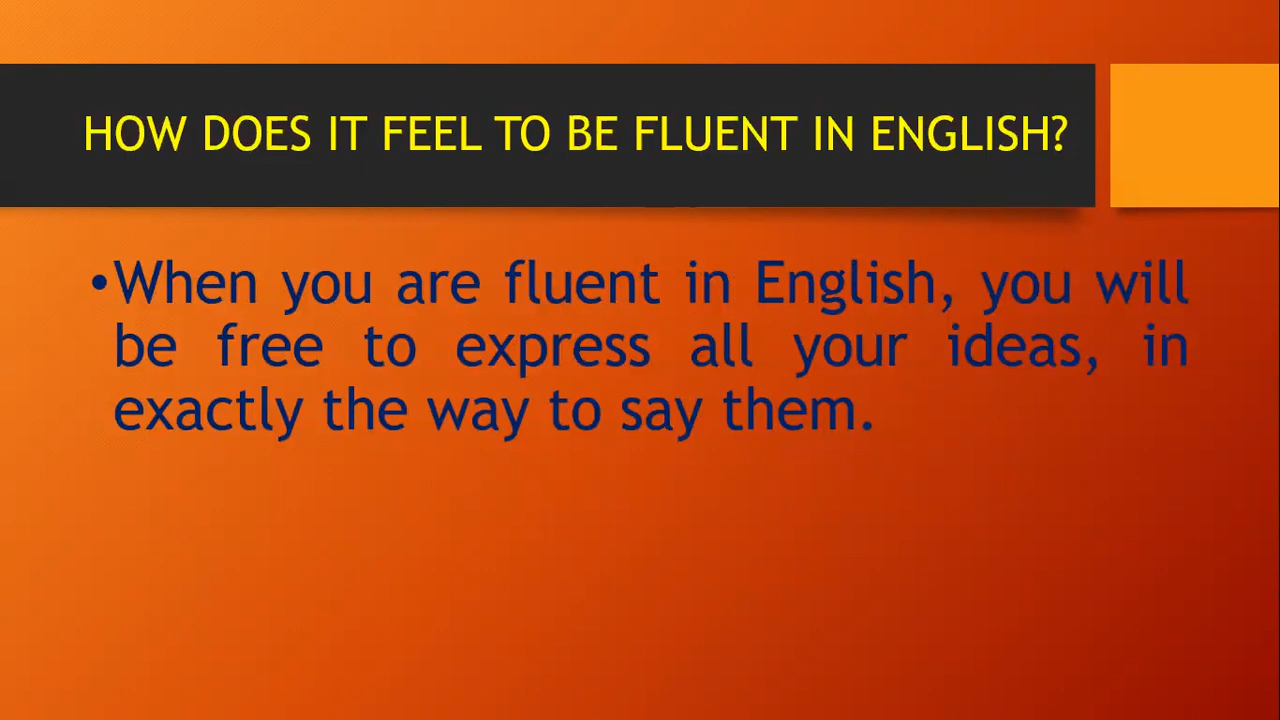 HOW DOES IT FEEL TO BE FLUENT IN ENGLISH?
•When you are fluent in English, you will
be free to express all your ideas, in
exactly the way to say them.